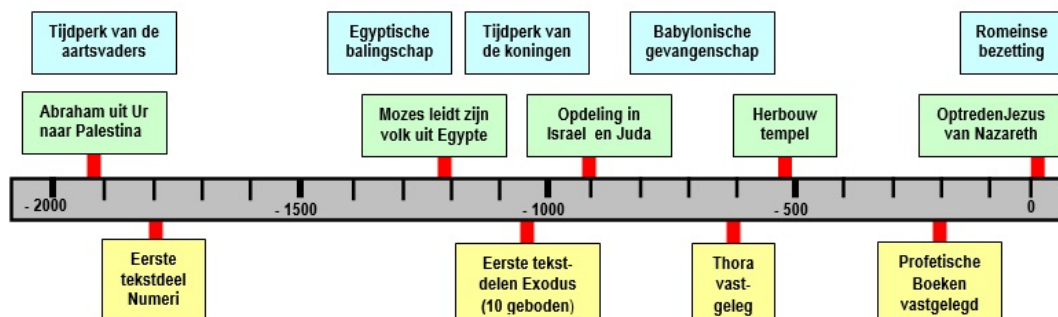 Tijdperk van de
aartsvaders
Egyptische
balingschap
Tijdperk van
de koningen
Babylonische
gevangenschap
Romeinse
bezetting
Abraham uit Ur
naar Palestina
Mozes leidt zijn
volk uit Egypte
Opdeling in
Israel en Juda
Herbouw
tempel
OptredenJezus
van Nazareth
- 2000
- 1500
- 1000
- 500
0
Eerste
tekstdeel
Numeri
Eerste tekst-
delen Exodus
(10 geboden)
Thora
vast-
geleg
Profetische
Boeken
vastgelegd